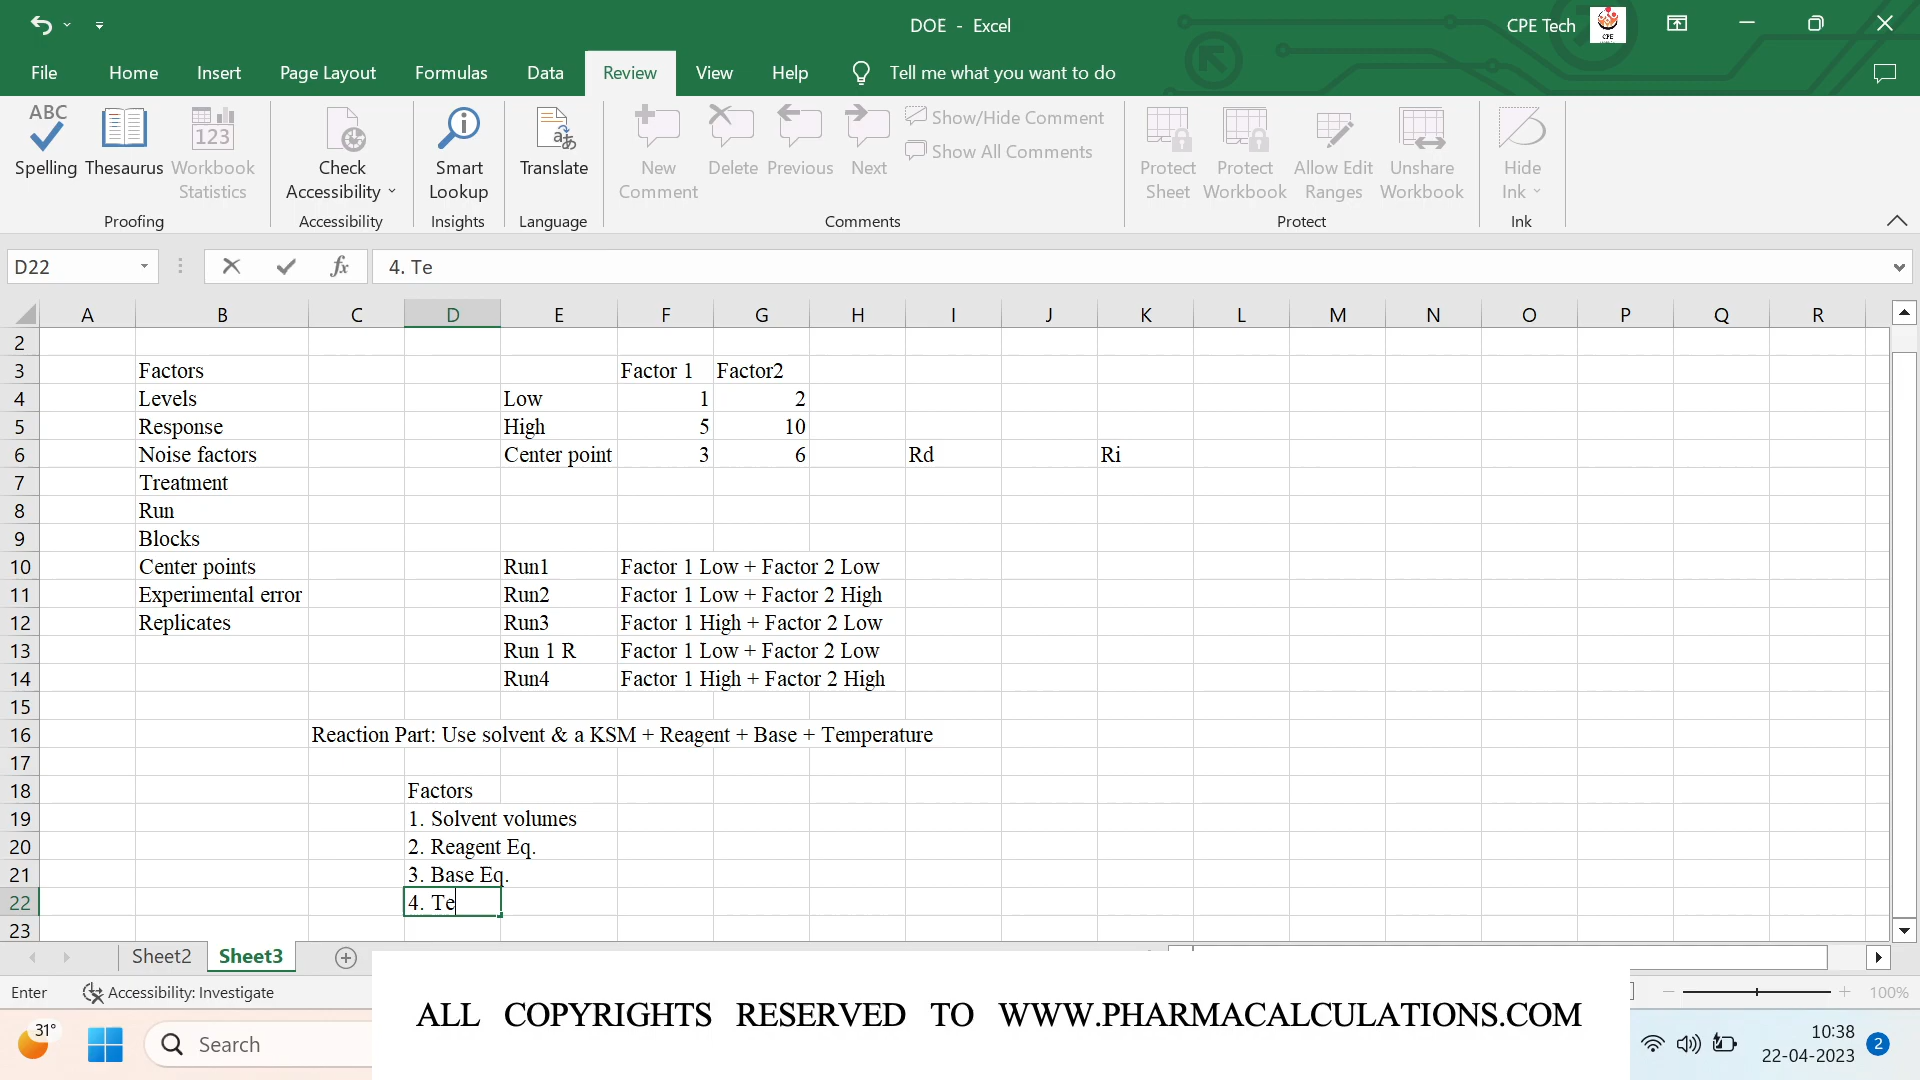 DOE - Excel
CPE Tech
CPE
File Home Insert Page Layout Formulas Data Review View Help Tell me what you want to do
ABC
123
Spelling Thesaurus Workbook Statistics
Check Accessibility
Smart Lookup
Translate
New Comment Delete Previous Next
Show/Hide Comment
Show All Comments
Protect Sheet Protect Workbook Allow Edit Ranges Unshare Workbook
Hide Ink
Proofing Accessibility Insights Language Comments Protect Ink
D22 fx 4. Te
A B C D E F G H I J K L M N O P Q R
2
3 Factors Factor 1 Factor2
4 Levels Low 1 2
5 Response High 5 10
6 Noise factors Center point 3 6 Rd Ri
7 Treatment
8 Run
9 Blocks
10 Center points Run1 Factor 1 Low + Factor 2 Low
11 Experimental error Run2 Factor 1 Low + Factor 2 High
12 Replicates Run3 Factor 1 High + Factor 2 Low
13 Run 1 R Factor 1 Low + Factor 2 Low
14 Run4 Factor 1 High + Factor 2 High
15
16 Reaction Part: Use solvent & a KSM + Reagent + Base + Temperature
17
18 Factors
19 1. Solvent volumes
20 2. Reagent Eq.
21 3. Base Eq.
22 4. Te
23
Sheet2 Sheet3
Enter Accessibility: Investigate 100%
ALL COPYRIGHTS RESERVED TO WWW.PHARMACALCULATIONS.COM
31° Search
10:38
22-04-2023 2